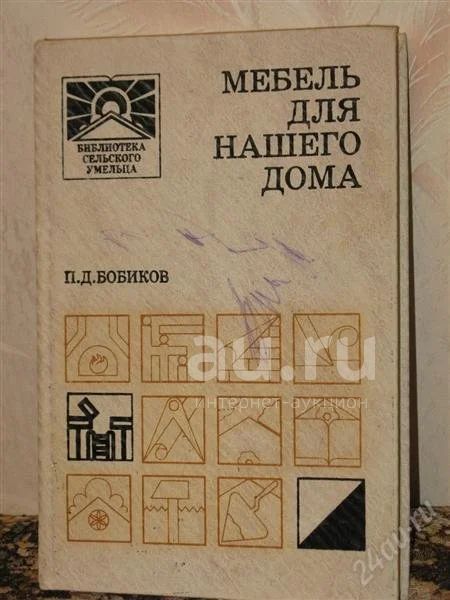 МЕБЕЛЬ
ДЛЯ
НАШЕГО
ДОМА
БИБЛИОТЕКА
СЕЛЬСКОГО
УМЕЛЬЦА
П.Д.БОБИКОВ
au.ru
интернет-аукцион
24au.ru